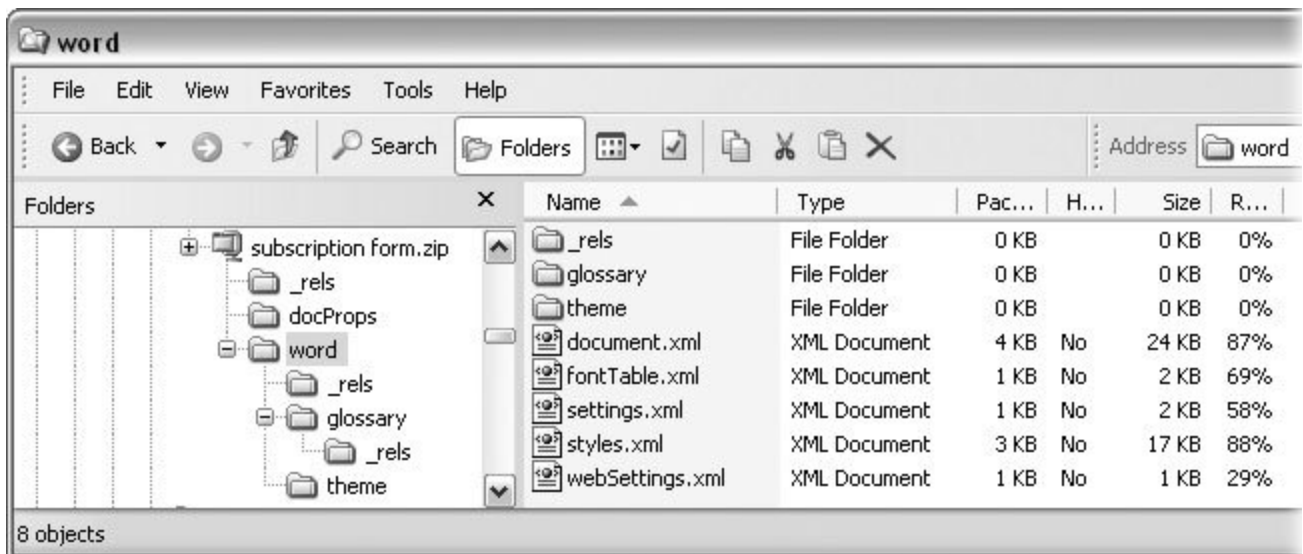 word
File Edit View Favorites Tools Help
Back Search Folders Address word
Folders
subscription form.zip
_rels
docProps
word
_rels
glossary
_rels
theme
Name Type Pac... H... Size R...
_rels File Folder 0 KB 0 KB 0%
glossary File Folder 0 KB 0 KB 0%
theme File Folder 0 KB 0 KB 0%
document.xml XML Document 4 KB No 24 KB 87%
fontTable.xml XML Document 1 KB No 2 KB 69%
settings.xml XML Document 1 KB No 2 KB 58%
styles.xml XML Document 3 KB No 17 KB 88%
webSettings.xml XML Document 1 KB No 1 KB 29%
8 objects